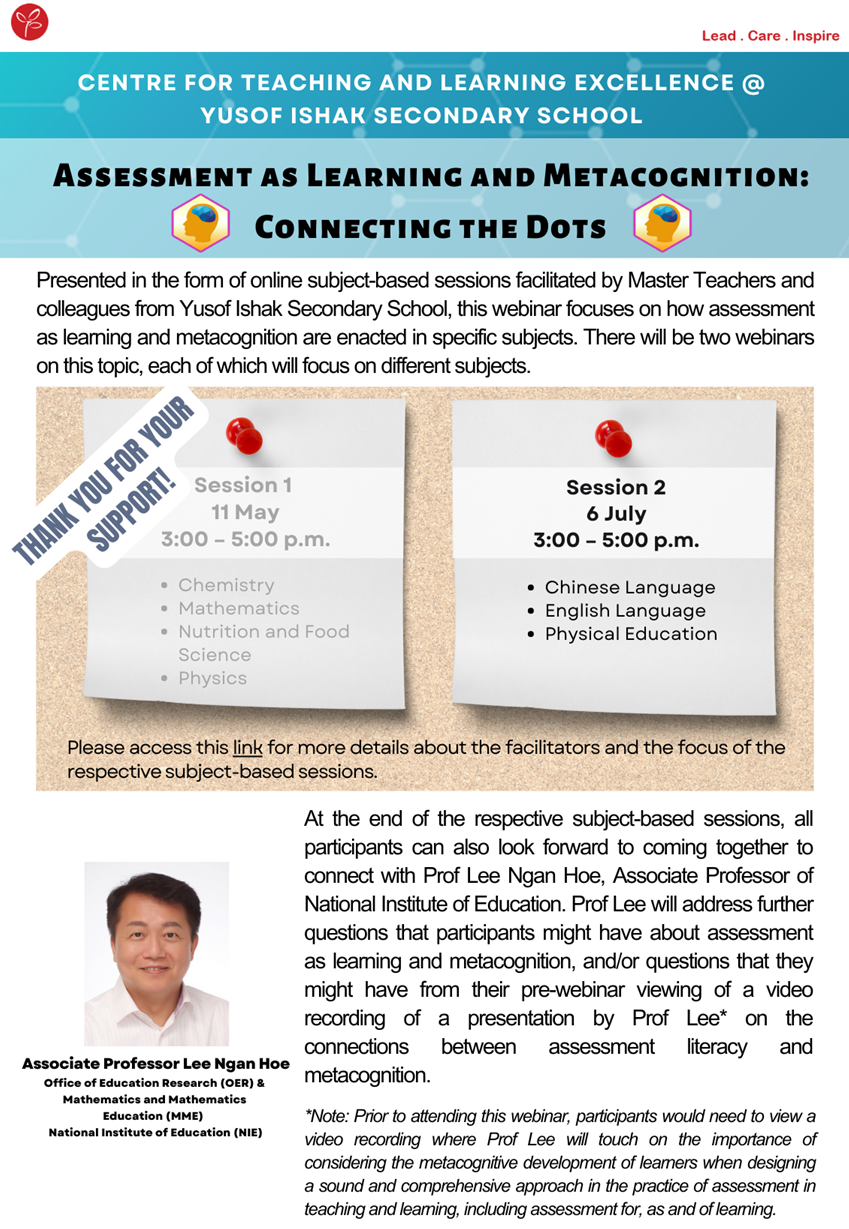 Lead . Care . Inspire
CENTRE FOR TEACHING AND LEARNING EXCELLENCE @
YUSOF ISHAK SECONDARY SCHOOL
ASSESSMENT AS LEARNING AND METACOGNITION:
CONNECTING THE DOTS
Presented in the form of online subject-based sessions facilitated by Master Teachers and
colleagues from Yusof Ishak Secondary School, this webinar focuses on how assessment
as learning and metacognition are enacted in specific subjects. There will be two webinars
on this topic, each of which will focus on different subjects.
THANK YOU FOR YOUR
SUPPORT!
Session 1
11 May
3:00 – 5:00 p.m.
• Chemistry
• Mathematics
• Nutrition and Food
Science
• Physics
Session 2
6 July
3:00 – 5:00 p.m.
• Chinese Language
• English Language
• Physical Education
Please access this link for more details about the facilitators and the focus of the
respective subject-based sessions.
Associate Professor Lee Ngan Hoe
Office of Education Research (OER) &
Mathematics and Mathematics
Education (MME)
National Institute of Education (NIE)
At the end of the respective subject-based sessions, all
participants can also look forward to coming together to
connect with Prof Lee Ngan Hoe, Associate Professor of
National Institute of Education. Prof Lee will address further
questions that participants might have about assessment
as learning and metacognition, and/or questions that they
might have from their pre-webinar viewing of a video
recording of a presentation by Prof Lee* on the
connections between assessment literacy and
metacognition.
*Note: Prior to attending this webinar, participants would need to view a
video recording where Prof Lee will touch on the importance of
considering the metacognitive development of learners when designing
a sound and comprehensive approach in the practice of assessment in
teaching and learning, including assessment for, as and of learning.